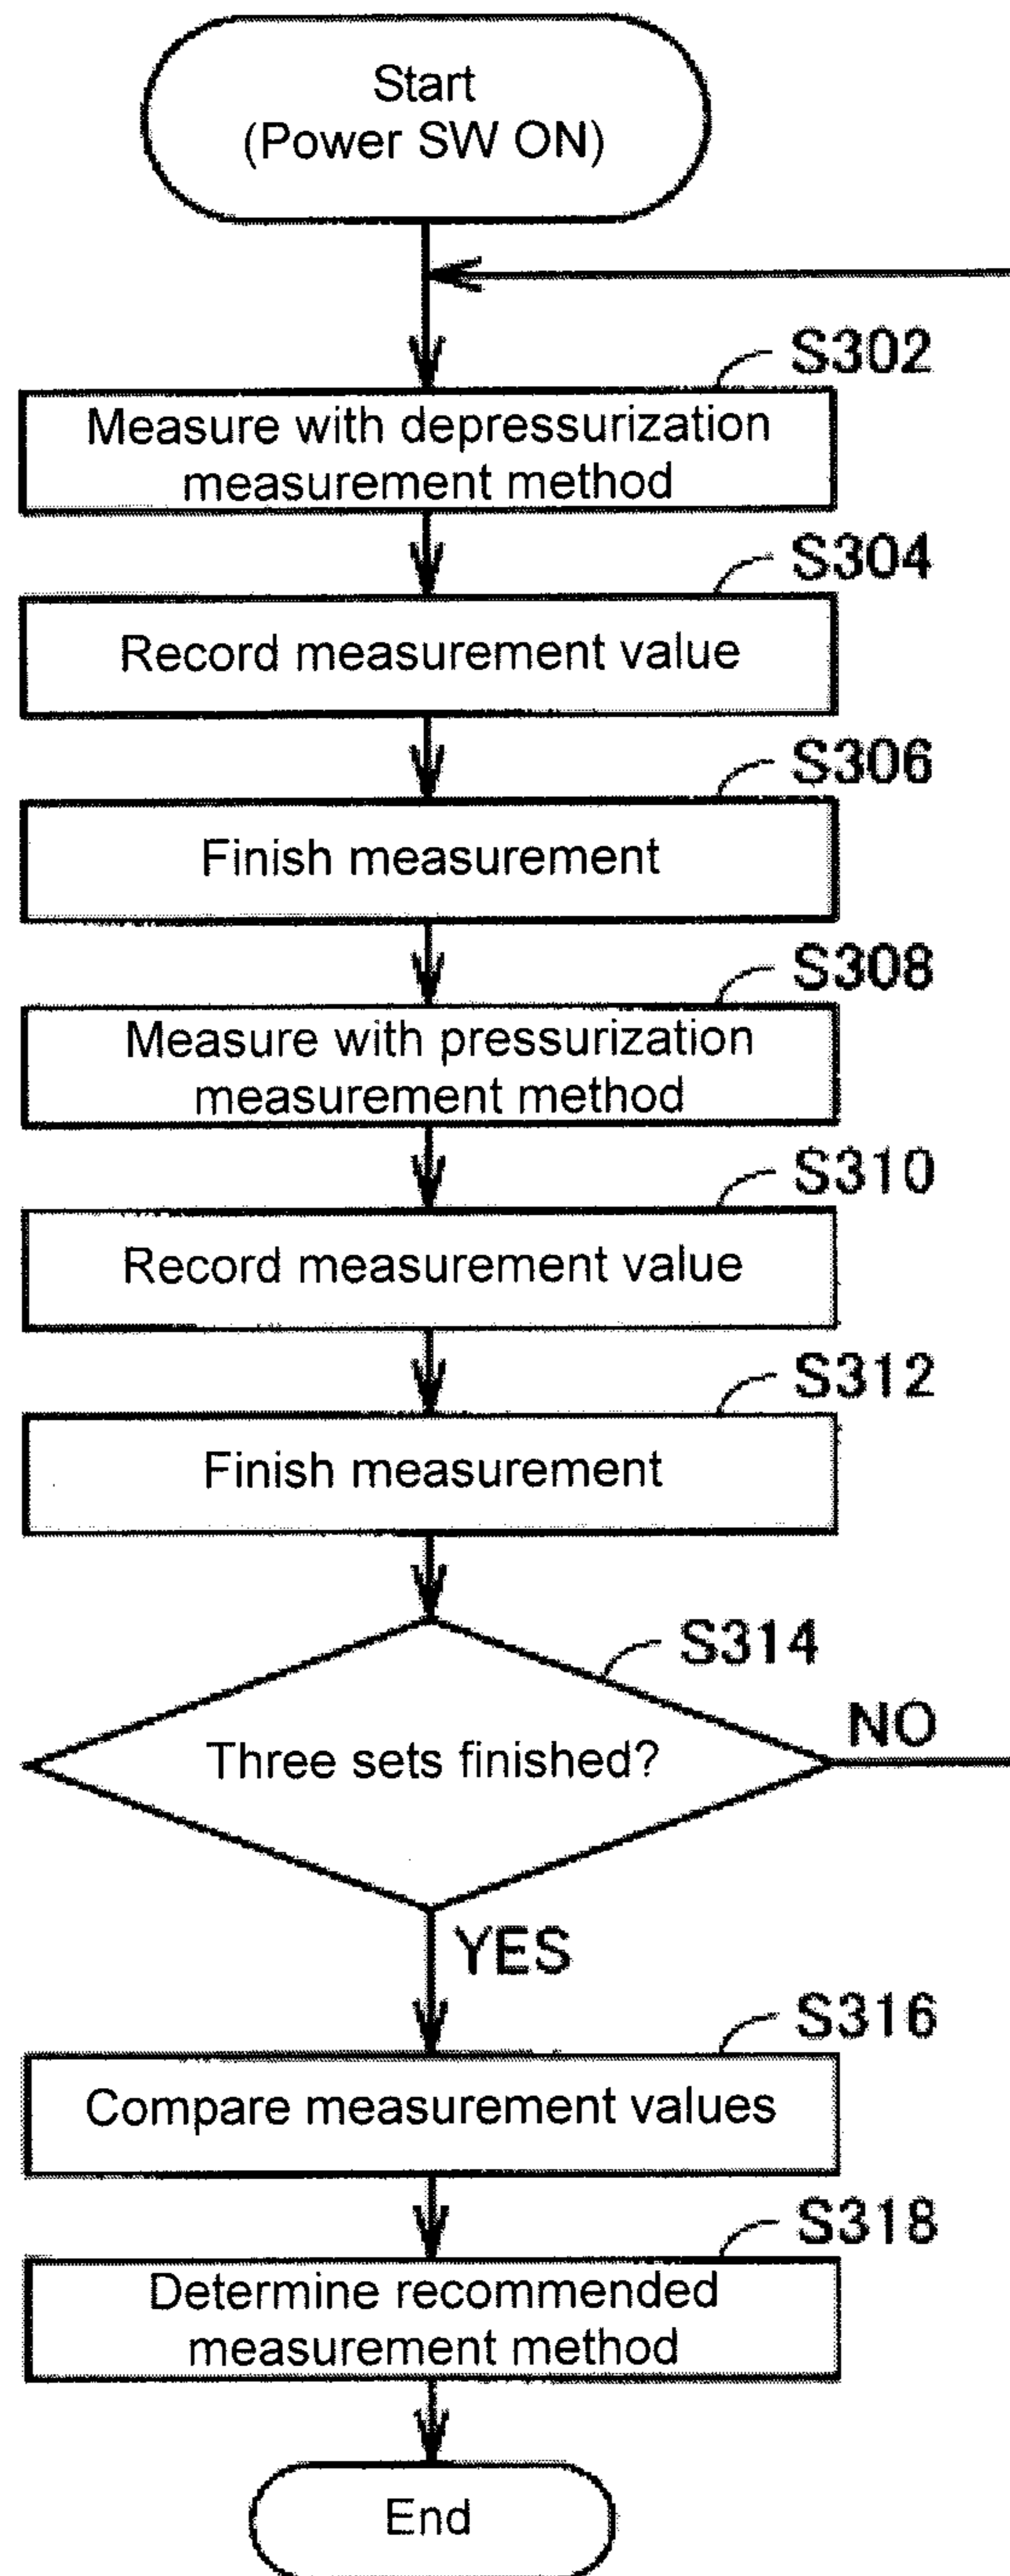 Start
(Power SW ON)
S302
Measure with depressurization
measurement method
S304
Record measurement value
S306
Finish measurement
S308
Measure with pressurization
measurement method
S310
Record measurement value
S312
Finish measurement
S314
Three sets finished?
NO
YES
S316
Compare measurement values
S318
Determine recommended
measurement method
End